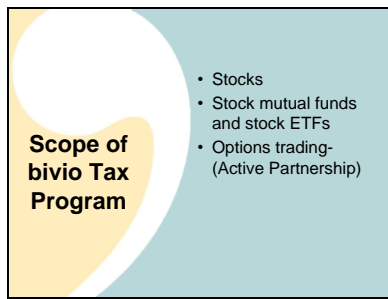 Scope of
bivio Tax
Program
• Stocks
• Stock mutual funds
and stock ETFs
• Options trading-
(Active Partnership)